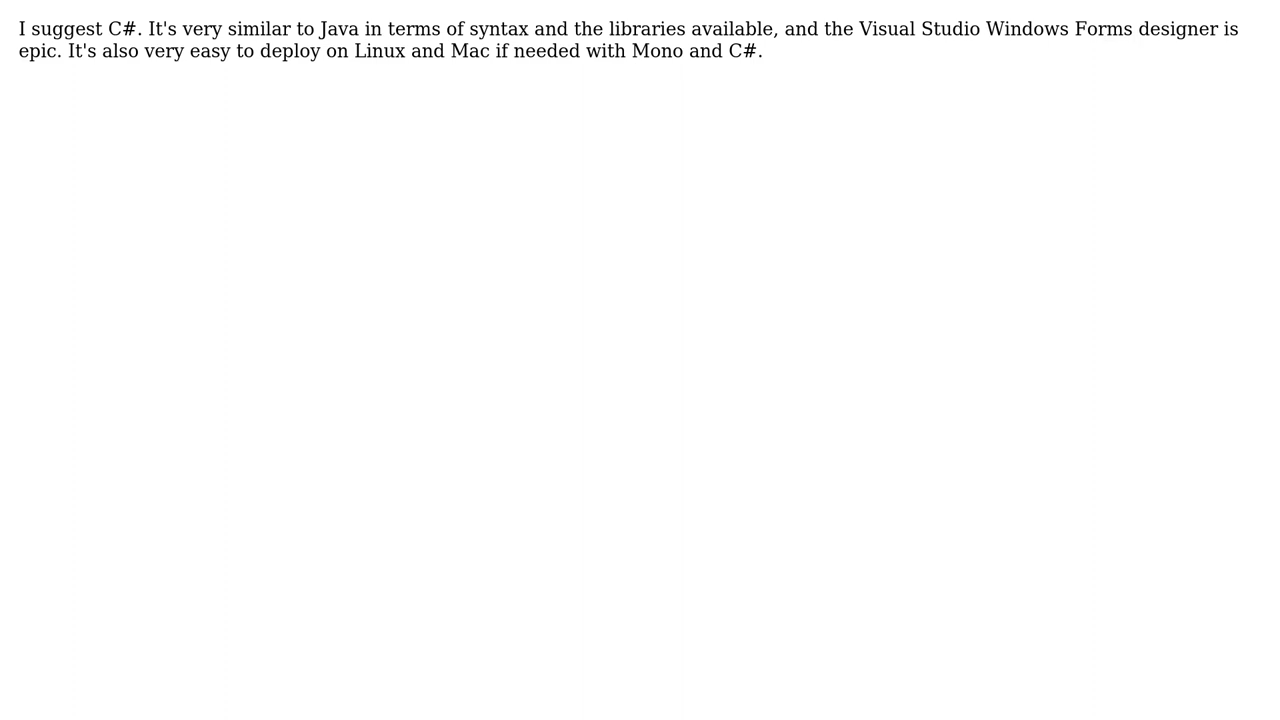 I suggest C#. It's very similar to Java in terms of syntax and the libraries available, and the Visual Studio Windows Forms designer is
epic. It's also very easy to deploy on Linux and Mac if needed with Mono and C#.